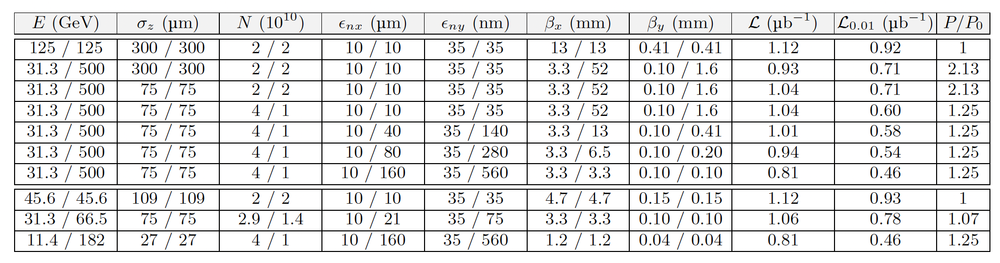 E (GeV) σz (µm) N (10¹⁰) ϵnx (µm) ϵny (nm) βx (mm) βy (mm) ℒ (µb⁻¹) ℒ0.01 (µb⁻¹) P/P0
125 / 125 300 / 300 2 / 2 10 / 10 35 / 35 13 / 13 0.41 / 0.41 1.12 0.92 1
31.3 / 500 300 / 300 2 / 2 10 / 10 35 / 35 3.3 / 52 0.10 / 1.6 0.93 0.71 2.13
31.3 / 500 75 / 75 2 / 2 10 / 10 35 / 35 3.3 / 52 0.10 / 1.6 1.04 0.71 2.13
31.3 / 500 75 / 75 4 / 1 10 / 10 35 / 35 3.3 / 52 0.10 / 1.6 1.04 0.60 1.25
31.3 / 500 75 / 75 4 / 1 10 / 40 35 / 140 3.3 / 13 0.10 / 0.41 1.01 0.58 1.25
31.3 / 500 75 / 75 4 / 1 10 / 80 35 / 280 3.3 / 6.5 0.10 / 0.20 0.94 0.54 1.25
31.3 / 500 75 / 75 4 / 1 10 / 160 35 / 560 3.3 / 3.3 0.10 / 0.10 0.81 0.46 1.25
45.6 / 45.6 109 / 109 2 / 2 10 / 10 35 / 35 4.7 / 4.7 0.15 / 0.15 1.12 0.93 1
31.3 / 66.5 75 / 75 2.9 / 1.4 10 / 21 35 / 75 3.3 / 3.3 0.10 / 0.10 1.06 0.78 1.07
11.4 / 182 27 / 27 4 / 1 10 / 160 35 / 560 1.2 / 1.2 0.04 / 0.04 0.81 0.46 1.25